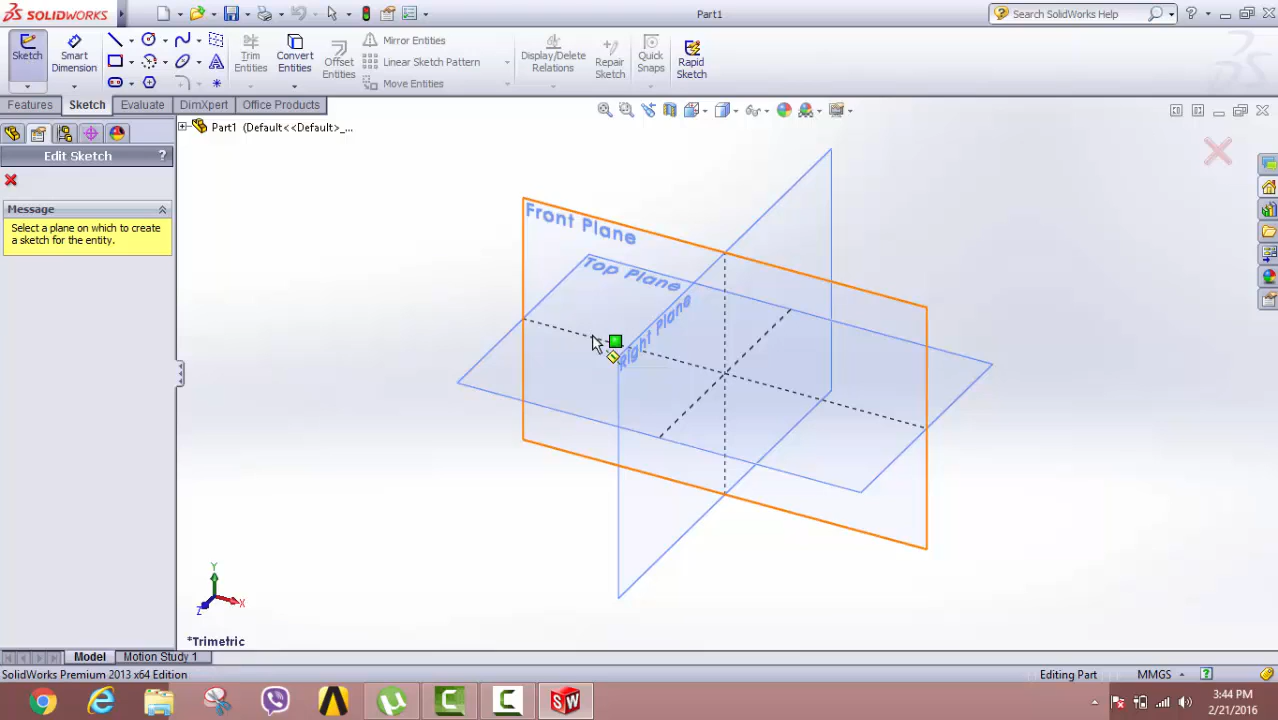 SOLIDWORKS
Part1
Search SolidWorks Help
Sketch
Smart
Dimension
Trim
Entities
Convert
Entities
Offset
Entities
Mirror Entities
Linear Sketch Pattern
Move Entities
Display/Delete
Relations
Repair
Sketch
Quick
Snaps
Rapid
Sketch
Features
Sketch
Evaluate
DimXpert
Office Products
Part1 (Default<<Default>_...
Edit Sketch
?
Message
Select a plane on which to create
a sketch for the entity.
Front Plane
Top Plane
Right Plane
Y
X
Z
*Trimetric
Model
Motion Study 1
SolidWorks Premium 2013 x64 Edition
Editing Part
MMGS
3:44 PM
2/21/2016